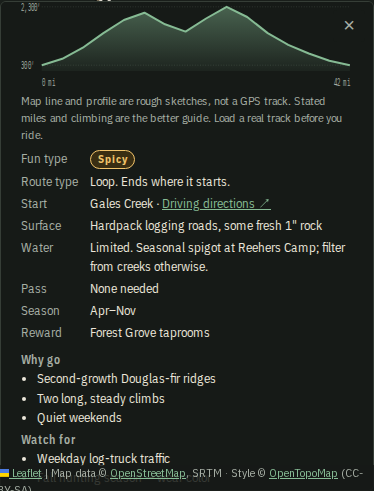 2,300'
×
300'
0 mi 42 mi
Map line and profile are rough sketches, not a GPS track. Stated
miles and climbing are the better guide. Load a real track before you
ride.
Fun type Spicy
Route type Loop. Ends where it starts.
Start Gales Creek · Driving directions ↗
Surface Hardpack logging roads, some fresh 1" rock
Water Limited. Seasonal spigot at Reehers Camp; filter
from creeks otherwise.
Pass None needed
Season Apr–Nov
Reward Forest Grove taprooms
Why go
• Second-growth Douglas-fir ridges
• Two long, steady climbs
• Quiet weekends
Watch for
• Weekday log-truck traffic
Leaflet | Map data © OpenStreetMap, SRTM · Style © OpenTopoMap (CC-
BY-SA)